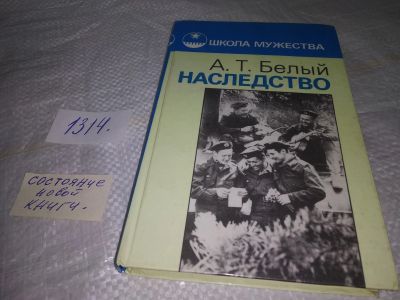 ШКОЛА МУЖЕСТВА
А. Т. Белый
НАСЛЕДСТВО
1314.
СОСТОЯНИЕ
НОВОЙ
КНИГИ.